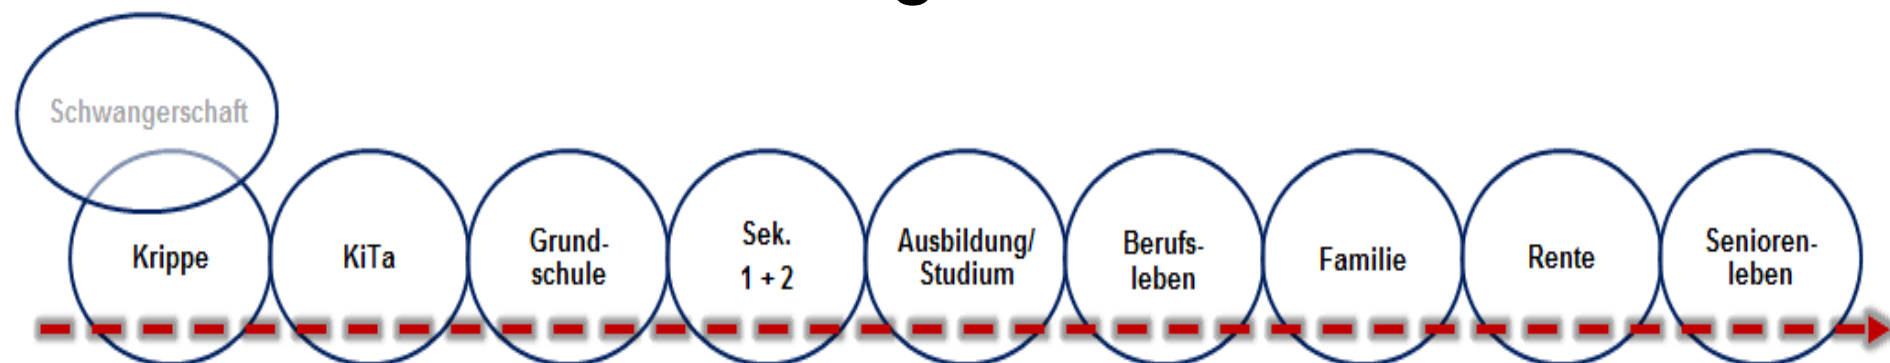 Schwangerschaft
Krippe
KiTa
Grund-
schule
Sek.
1 + 2
Ausbildung/
Studium
Berufs-
leben
Familie
Rente
Senioren-
leben